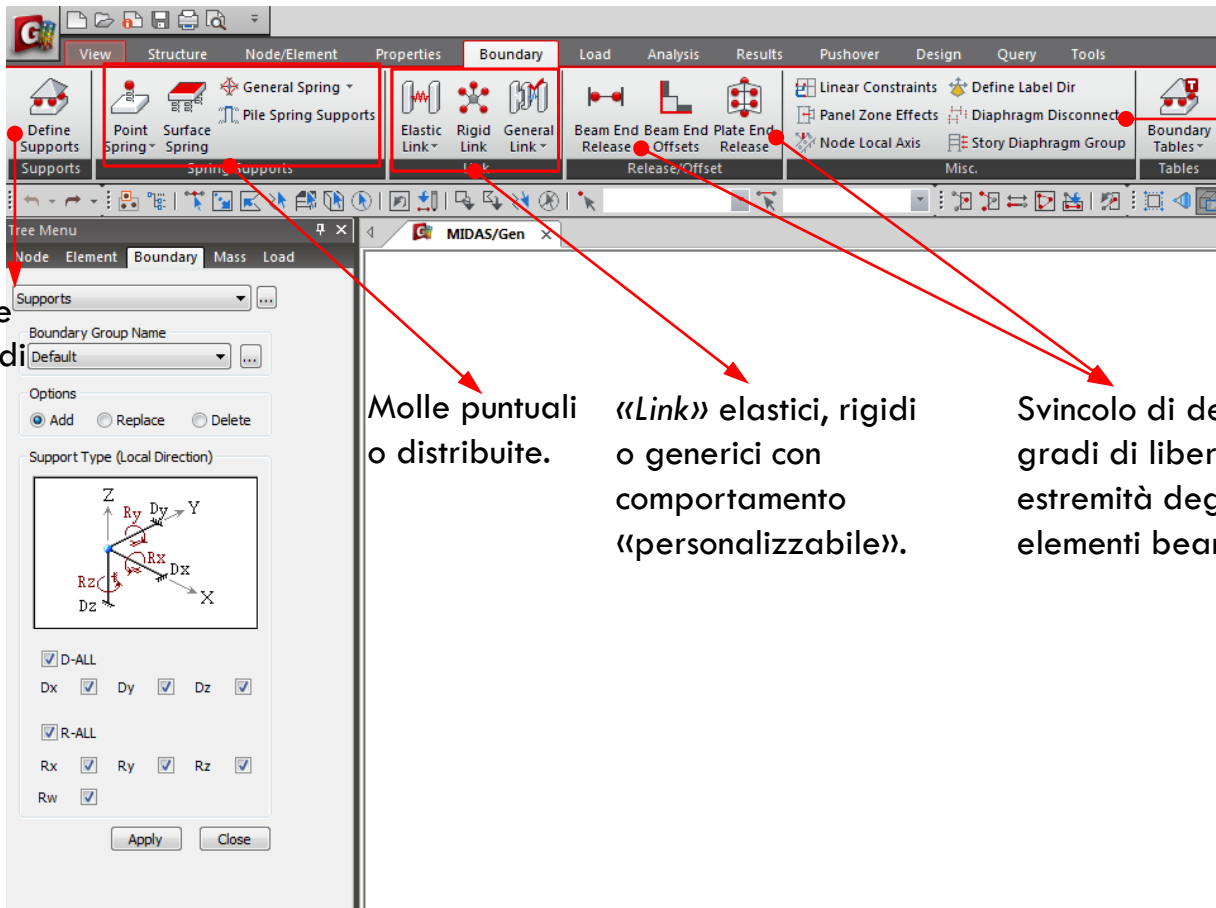 View Structure Node/Element Properties Boundary Load Analysis Results Pushover Design Query Tools
Define Supports
Point Spring
Surface Spring
General Spring
Pile Spring Supports
Elastic Link
Rigid Link
General Link
Beam End Release
Beam End Offsets
Plate End Release
Linear Constraints
Panel Zone Effects
Node Local Axis
Define Label Dir
Diaphragm Disconnect
Story Diaphragm Group
Boundary Tables
Supports
Spring Supports
Link
Release/Offset
Misc.
Tables
Tree Menu
MIDAS/Gen
Node Element Boundary Mass Load
Supports
Boundary Group Name
di
Default
Options
Add Replace Delete
Support Type (Local Direction)
Z
Ry Dy Y
Rx
Dx
Rz
Dz
X
D-ALL
Dx Dy Dz
R-ALL
Rx Ry Rz
Rw
Apply Close
Molle puntuali
o distribuite.
«Link» elastici, rigidi
o generici con
comportamento
«personalizzabile».
Svincolo di de
gradi di liber
estremità deg
elementi bear